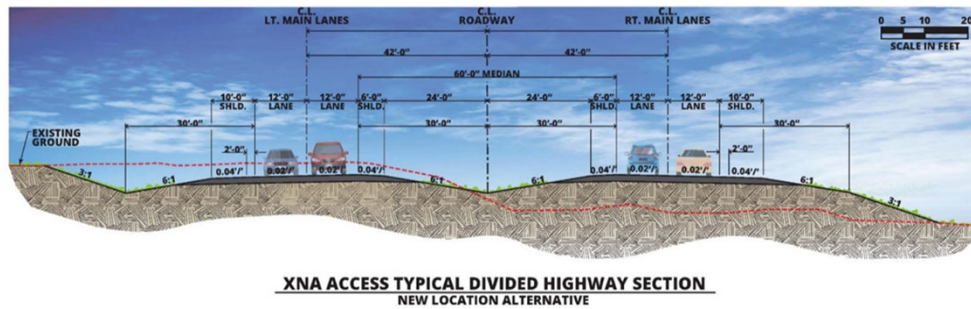 C.L.
LT. MAIN LANES
C.L.
ROADWAY
C.L.
RT. MAIN LANES
0 5 10 20
SCALE IN FEET
42'-0" 42'-0"
60'-0" MEDIAN
10'-0"
SHLD.
12'-0"
LANE
12'-0"
LANE
6'-0"
SHLD.
24'-0" 24'-0"
6'-0"
SHLD.
12'-0"
LANE
12'-0"
LANE
10'-0"
SHLD.
30'-0" 30'-0" 30'-0" 30'-0"
EXISTING
GROUND
2'-0" 2'-0"
0.04'/' 0.02'/' 0.02'/' 0.04'/' 0.04'/' 0.02'/' 0.02'/' 0.04'/'
3:1 6:1 6:1 6:1 6:1 3:1
XNA ACCESS TYPICAL DIVIDED HIGHWAY SECTION
NEW LOCATION ALTERNATIVE